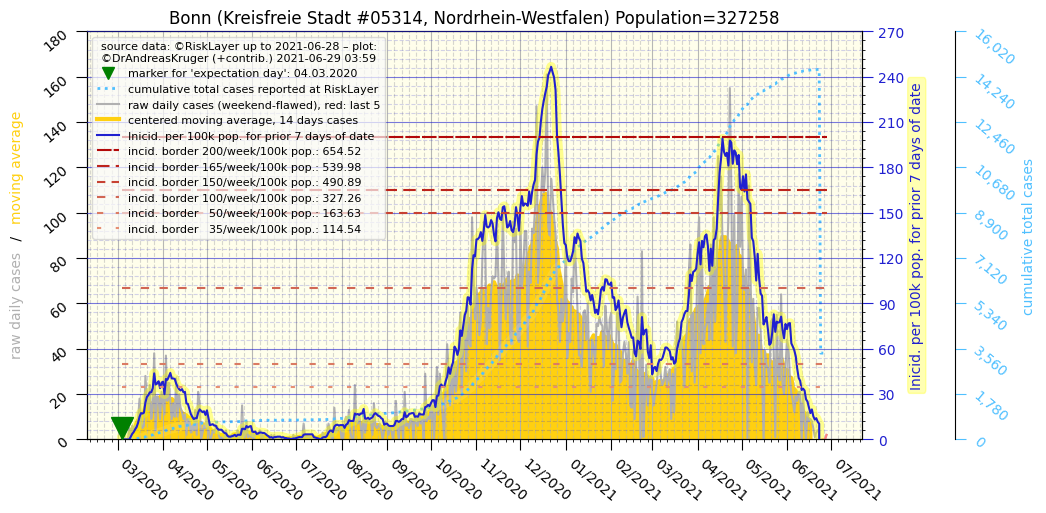 Bonn (Kreisfreie Stadt #05314, Nordrhein-Westfalen) Population=327258
source data: ©RiskLayer up to 2021-06-28 – plot:
©DrAndreasKruger (+contrib.) 2021-06-29 03:59
marker for 'expectation day': 04.03.2020
cumulative total cases reported at RiskLayer
raw daily cases (weekend-flawed), red: last 5
centered moving average, 14 days cases
Inicid. per 100k pop. for prior 7 days of date
incid. border 200/week/100k pop.: 654.52
incid. border 165/week/100k pop.: 539.98
incid. border 150/week/100k pop.: 490.89
incid. border 100/week/100k pop.: 327.26
incid. border   50/week/100k pop.: 163.63
incid. border   35/week/100k pop.: 114.54
raw daily cases / moving average
180
160
140
120
100
80
60
40
20
0
03/2020
04/2020
05/2020
06/2020
07/2020
08/2020
09/2020
10/2020
11/2020
12/2020
01/2021
02/2021
03/2021
04/2021
05/2021
06/2021
07/2021
270
240
210
180
150
120
90
60
30
0
Inicid. per 100k pop. for prior 7 days of date
16,020
14,240
12,460
10,680
8,900
7,120
5,340
3,560
1,780
0
cumulative total cases